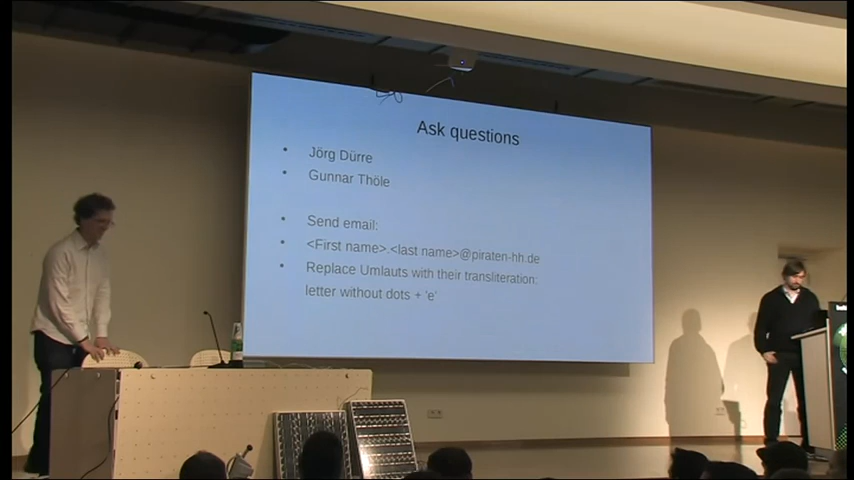 Ask questions
• Jörg Dürre
• Gunnar Thöle
• Send email:
• <First name>.<last name>@piraten-hh.de
• Replace Umlauts with their transliteration:
letter without dots + 'e'